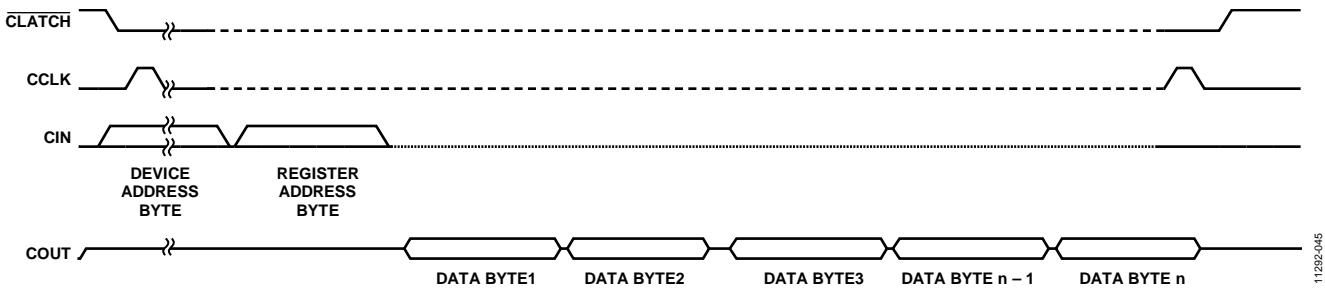 CLATCH
CCLK
CIN
DEVICE
ADDRESS
BYTE
REGISTER
ADDRESS
BYTE
COUT
DATA BYTE1
DATA BYTE2
DATA BYTE3
DATA BYTE n – 1
DATA BYTE n
11292-045